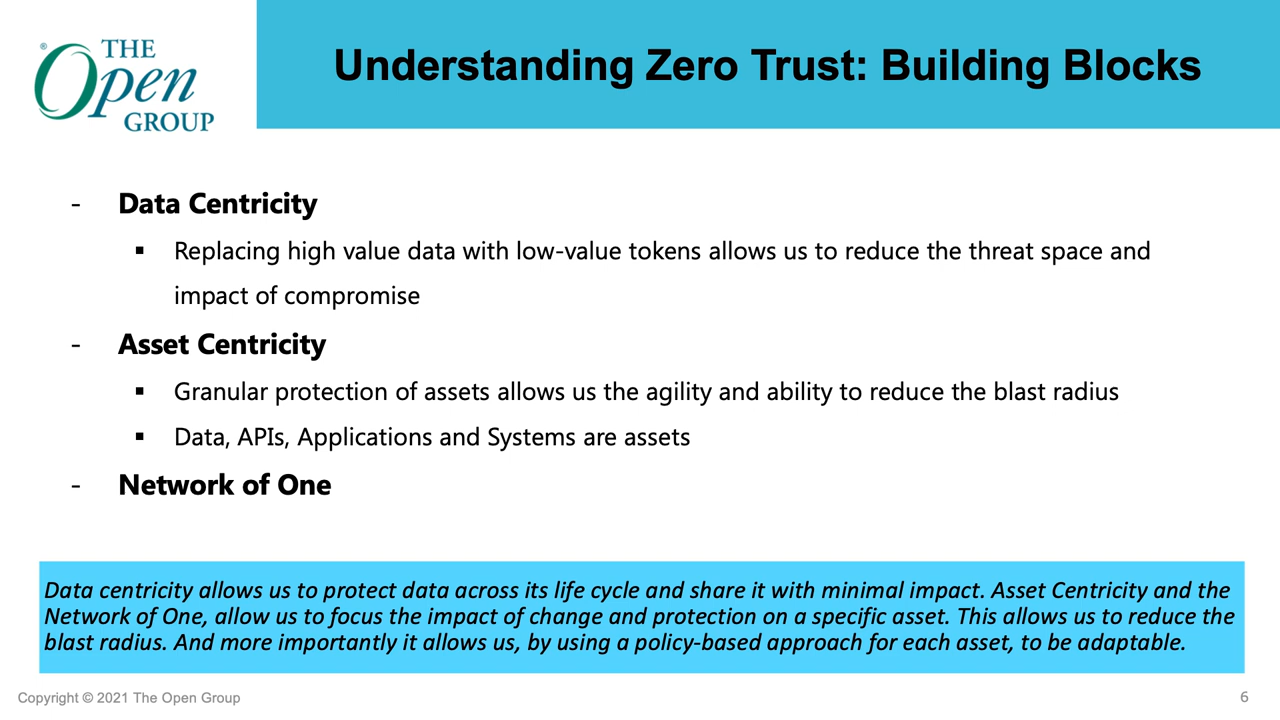 ® THE
Open
GROUP
Understanding Zero Trust: Building Blocks
- Data Centricity
▪ Replacing high value data with low-value tokens allows us to reduce the threat space and
impact of compromise
- Asset Centricity
▪ Granular protection of assets allows us the agility and ability to reduce the blast radius
▪ Data, APIs, Applications and Systems are assets
- Network of One
Data centricity allows us to protect data across its life cycle and share it with minimal impact. Asset Centricity and the
Network of One, allow us to focus the impact of change and protection on a specific asset. This allows us to reduce the
blast radius. And more importantly it allows us, by using a policy-based approach for each asset, to be adaptable.
Copyright © 2021 The Open Group
6